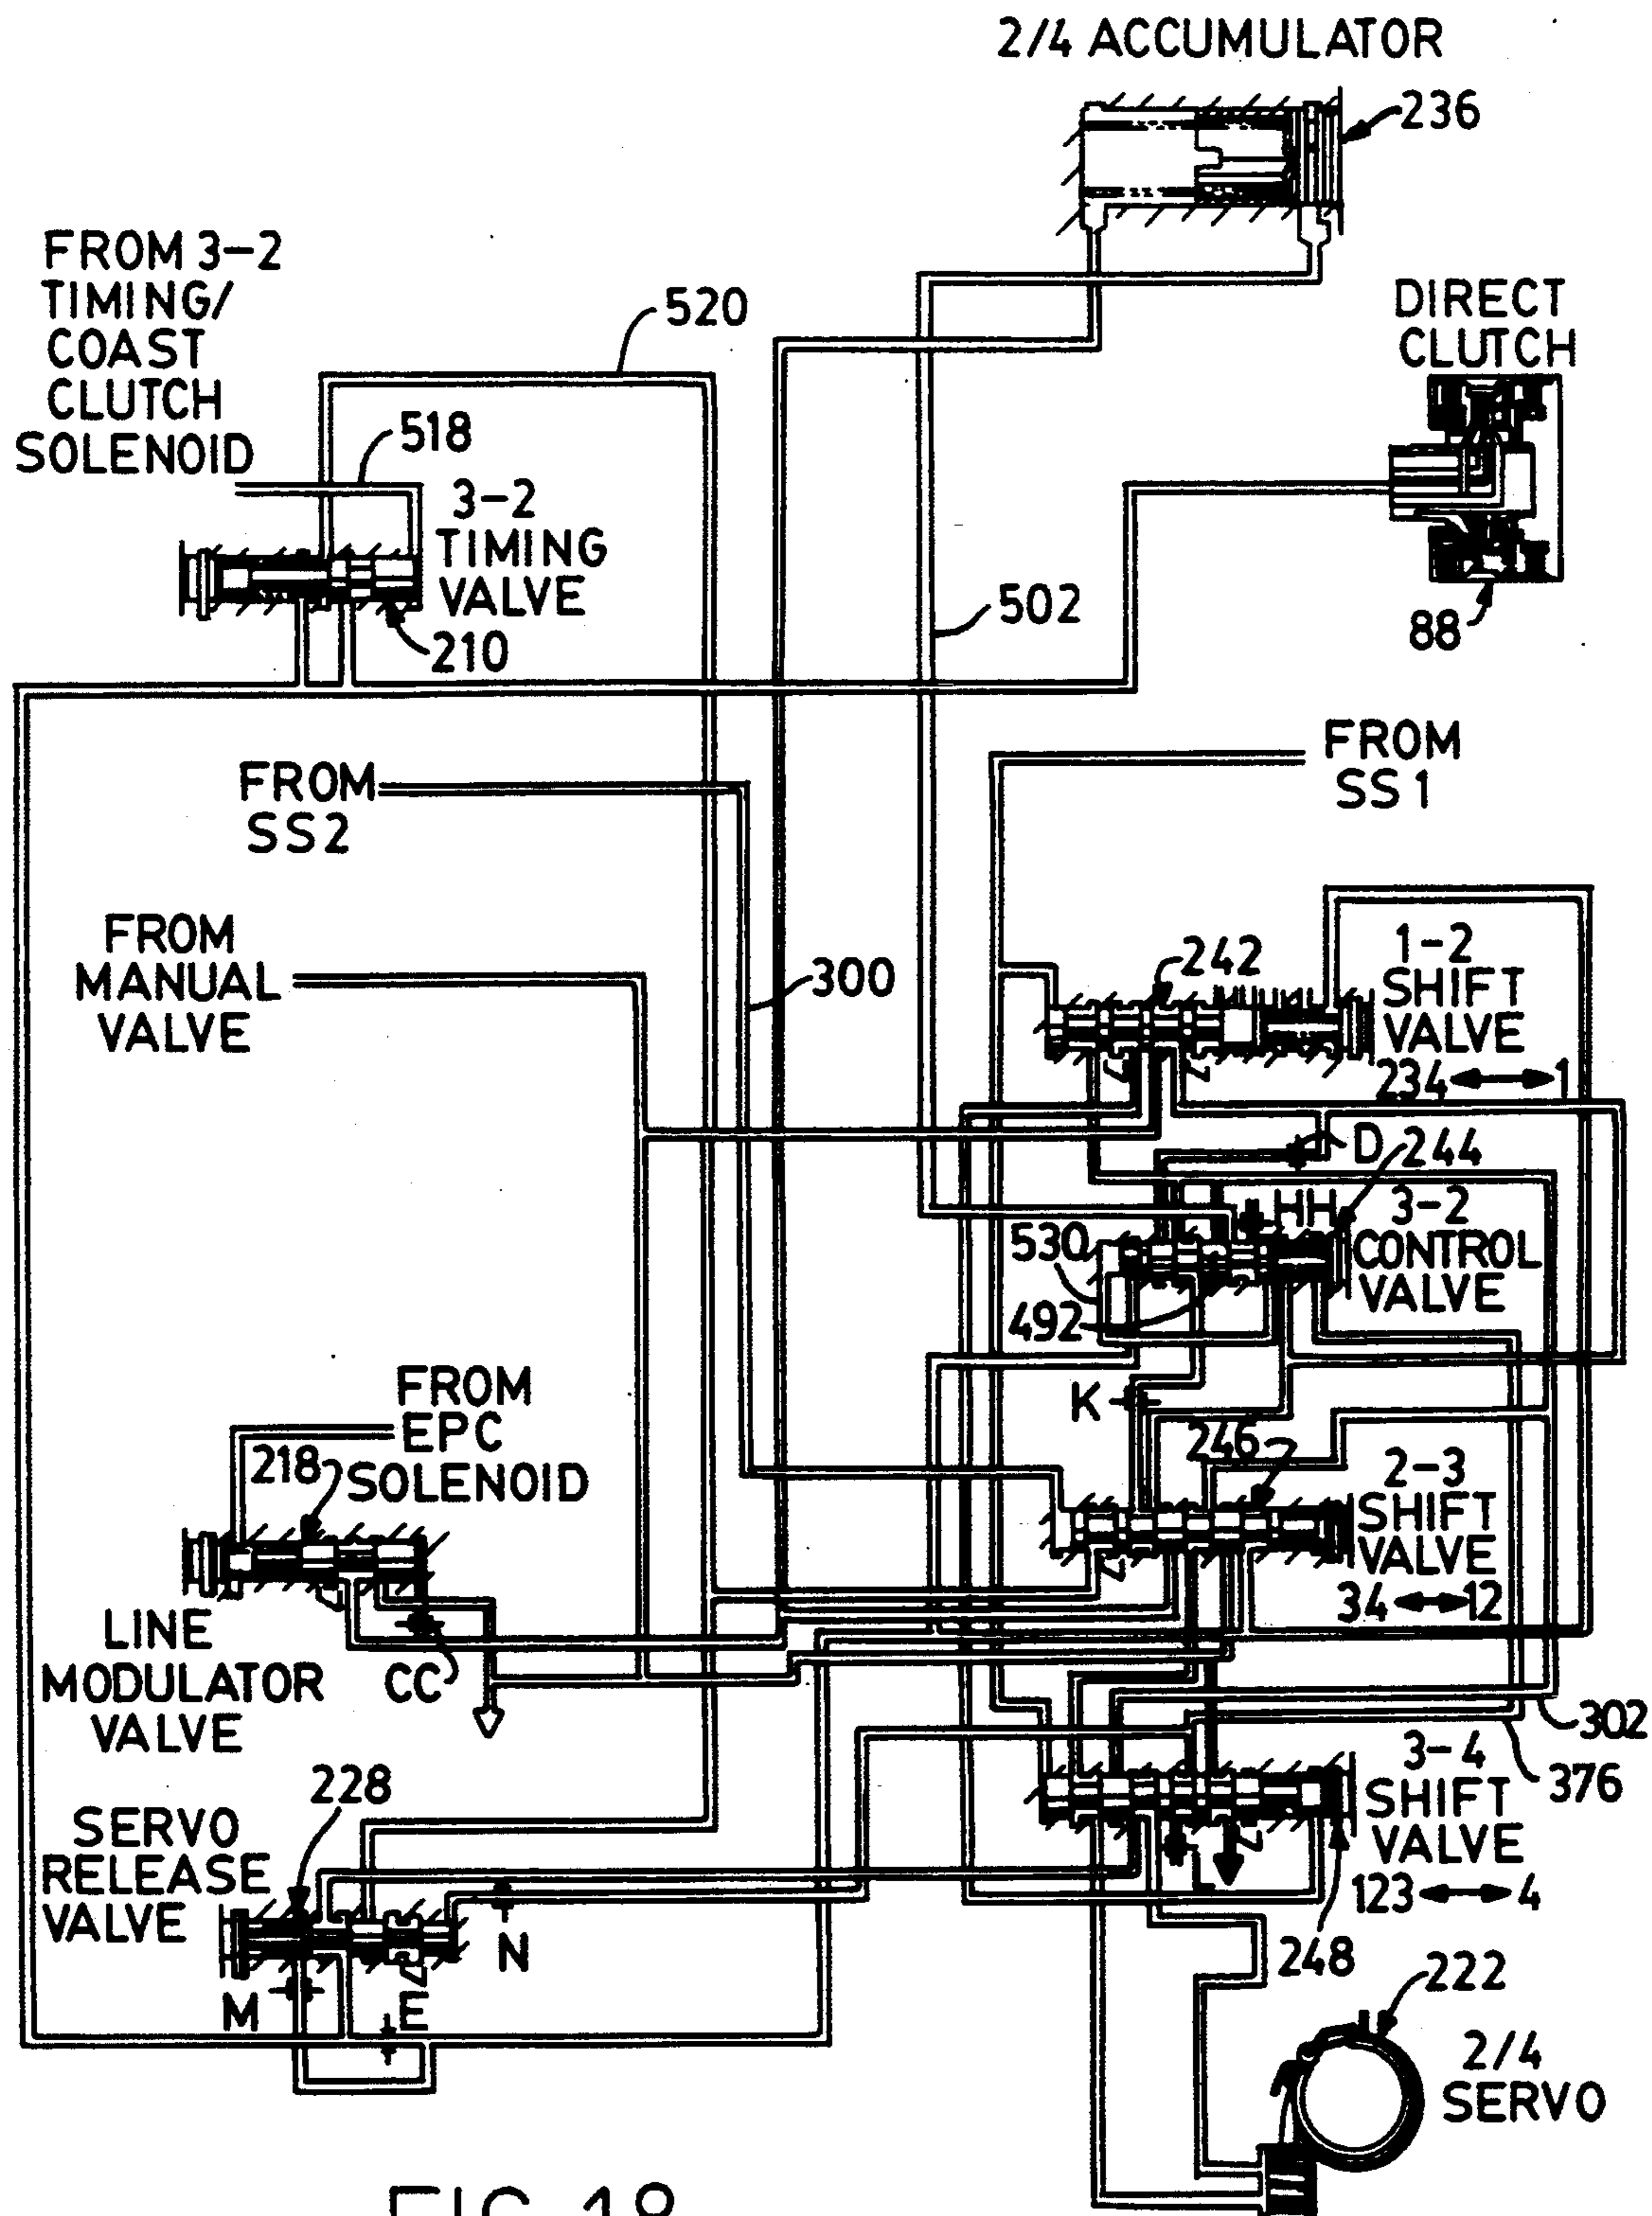 2/4 ACCUMULATOR
236
FROM 3-2
TIMING/
COAST
CLUTCH
SOLENOID
520
518
DIRECT
CLUTCH
3-2
TIMING
VALVE
210
502
88
FROM
SS2
FROM
SS1
FROM
MANUAL
VALVE
300
242
1-2
SHIFT
VALVE
234 1
D
244
HH
3-2
CONTROL
VALVE
530
492
K
FROM
EPC
SOLENOID
218
246
2-3
SHIFT
VALVE
34 12
LINE
MODULATOR
VALVE
CC
302
376
3-4
SHIFT
VALVE
123 4
228
SERVO
RELEASE
VALVE
L
N
M
E
248
222
2/4
SERVO
FIG. 18